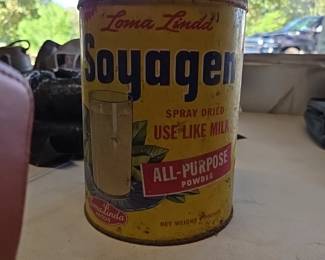 Loma Linda
Soyagen
SPRAY DRIED
USE LIKE MILK
ALL-PURPOSE
POWDER
Loma Linda
NET WEIGHT